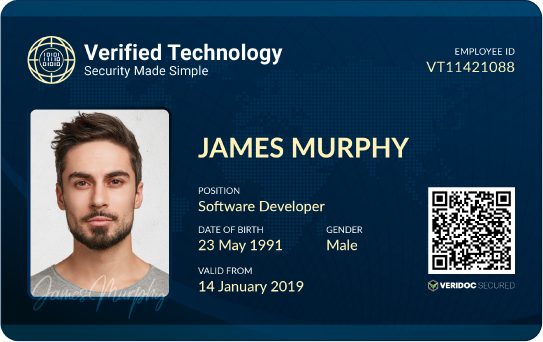 Verified Technology
Security Made Simple
EMPLOYEE ID
VT11421088
JAMES MURPHY
POSITION
Software Developer
DATE OF BIRTH
GENDER
23 May 1991
Male
VALID FROM
14 January 2019
James Murphy
VERIDOC SECURED